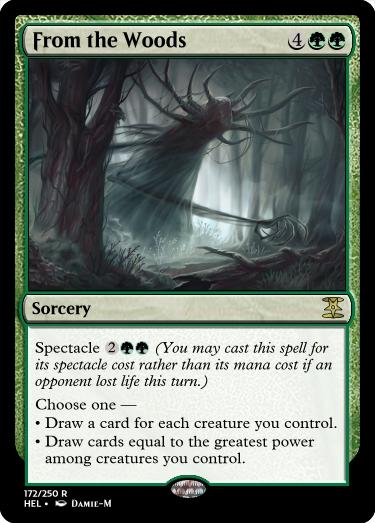 From the Woods 4
Sorcery
Spectacle 2 (You may cast this spell for
its spectacle cost rather than its mana cost if an
opponent lost life this turn.)
Choose one —
• Draw a card for each creature you control.
• Draw cards equal to the greatest power
among creatures you control.
172/250 R
HEL • Damie-M